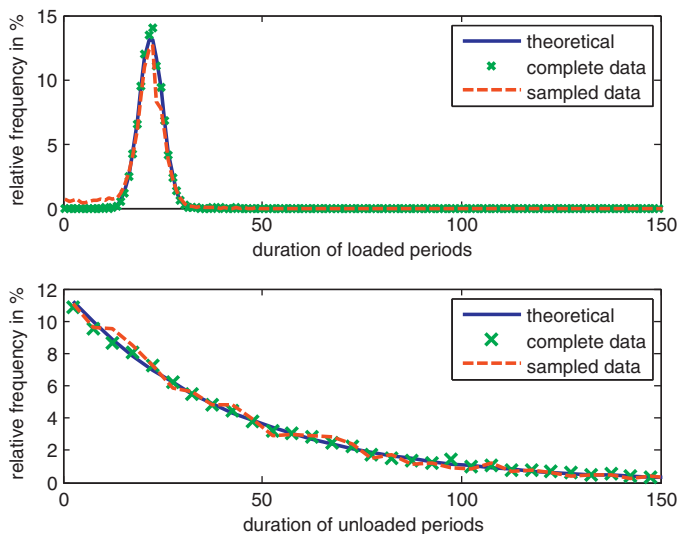 15
10
5
0
relative frequency in %
theoretical
complete data
sampled data
0 50 100 150
duration of loaded periods
12
10
8
6
4
2
0
relative frequency in %
theoretical
complete data
sampled data
0 50 100 150
duration of unloaded periods